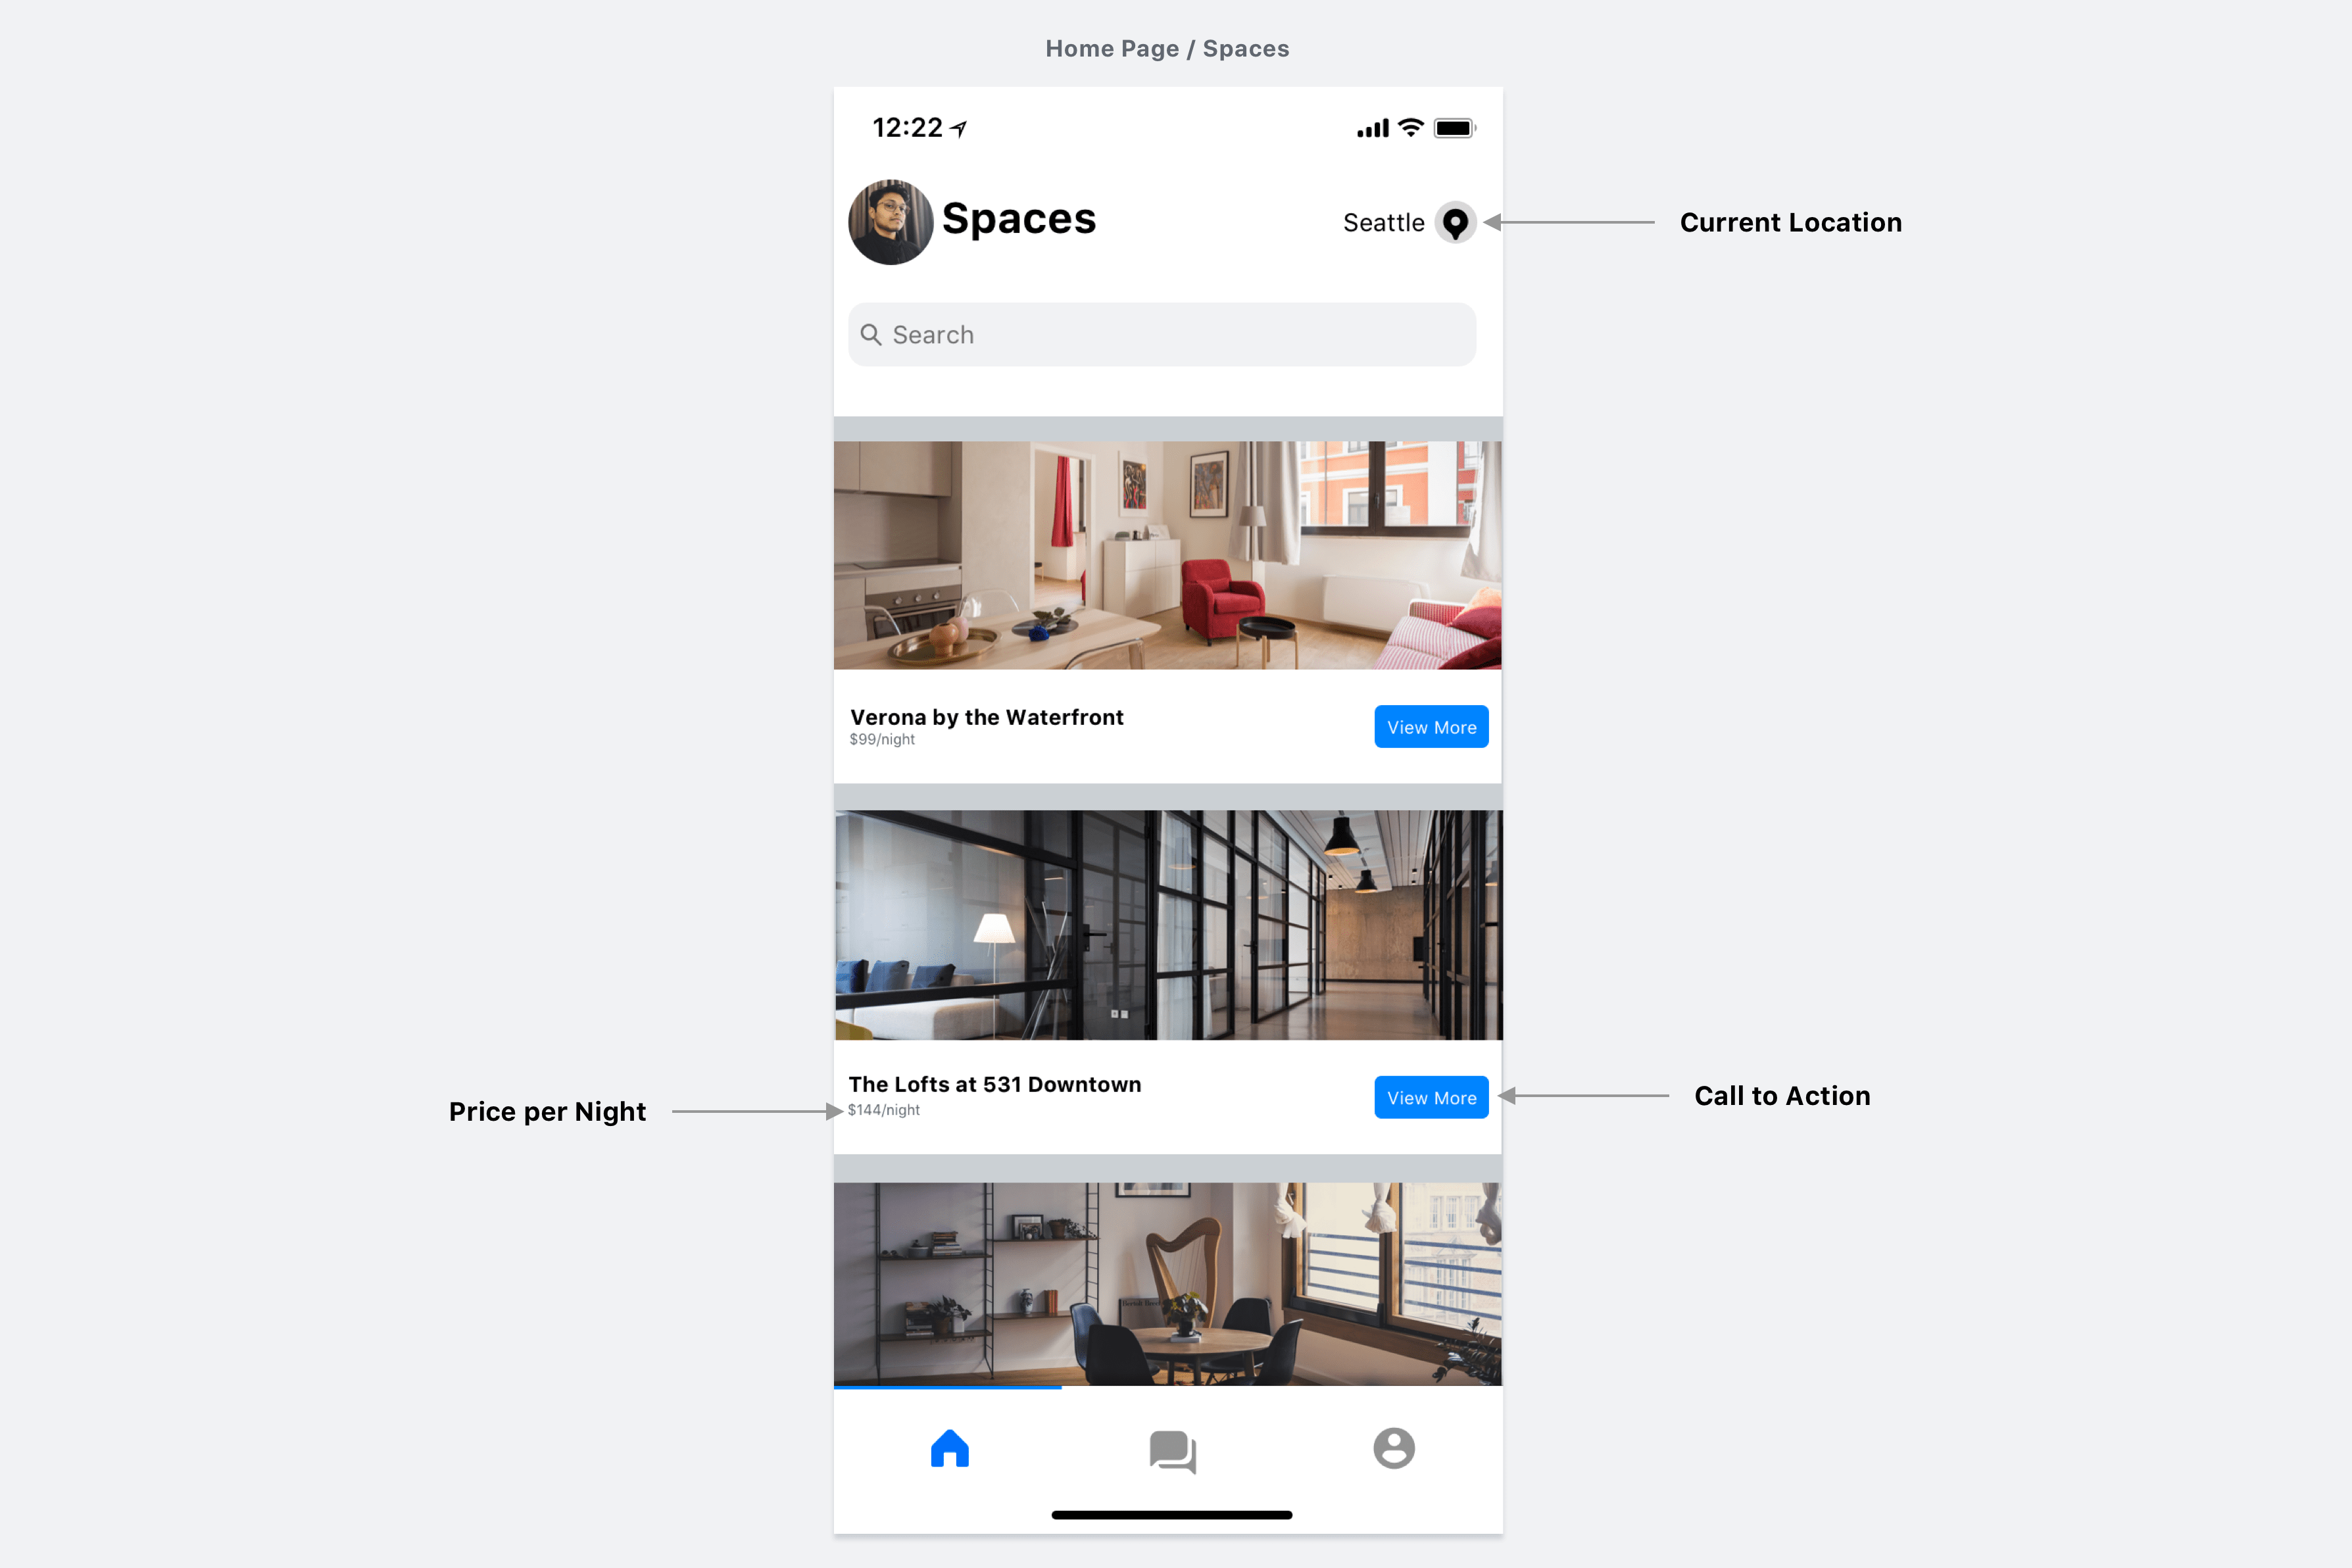 Home Page / Spaces
12:22
Spaces
Seattle
Current Location
Search
Verona by the Waterfront
$99/night
View More
The Lofts at 531 Downtown
$144/night
View More
Price per Night
Call to Action